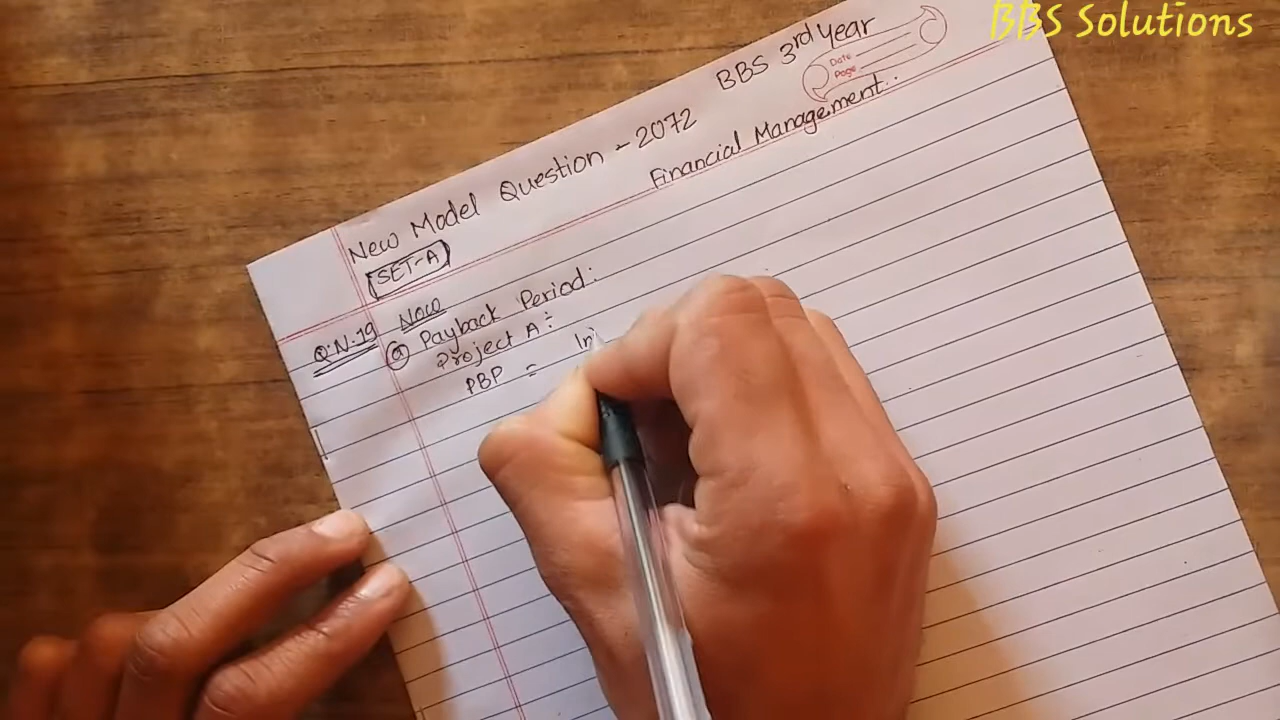 BBS Solutions
New Model Question - 2072 BBS 3rd Year
Date
Page
Financial Management..
SET-A
Q.N.19 Now
(a) Payback Period:
Project A:
PBP = Ini